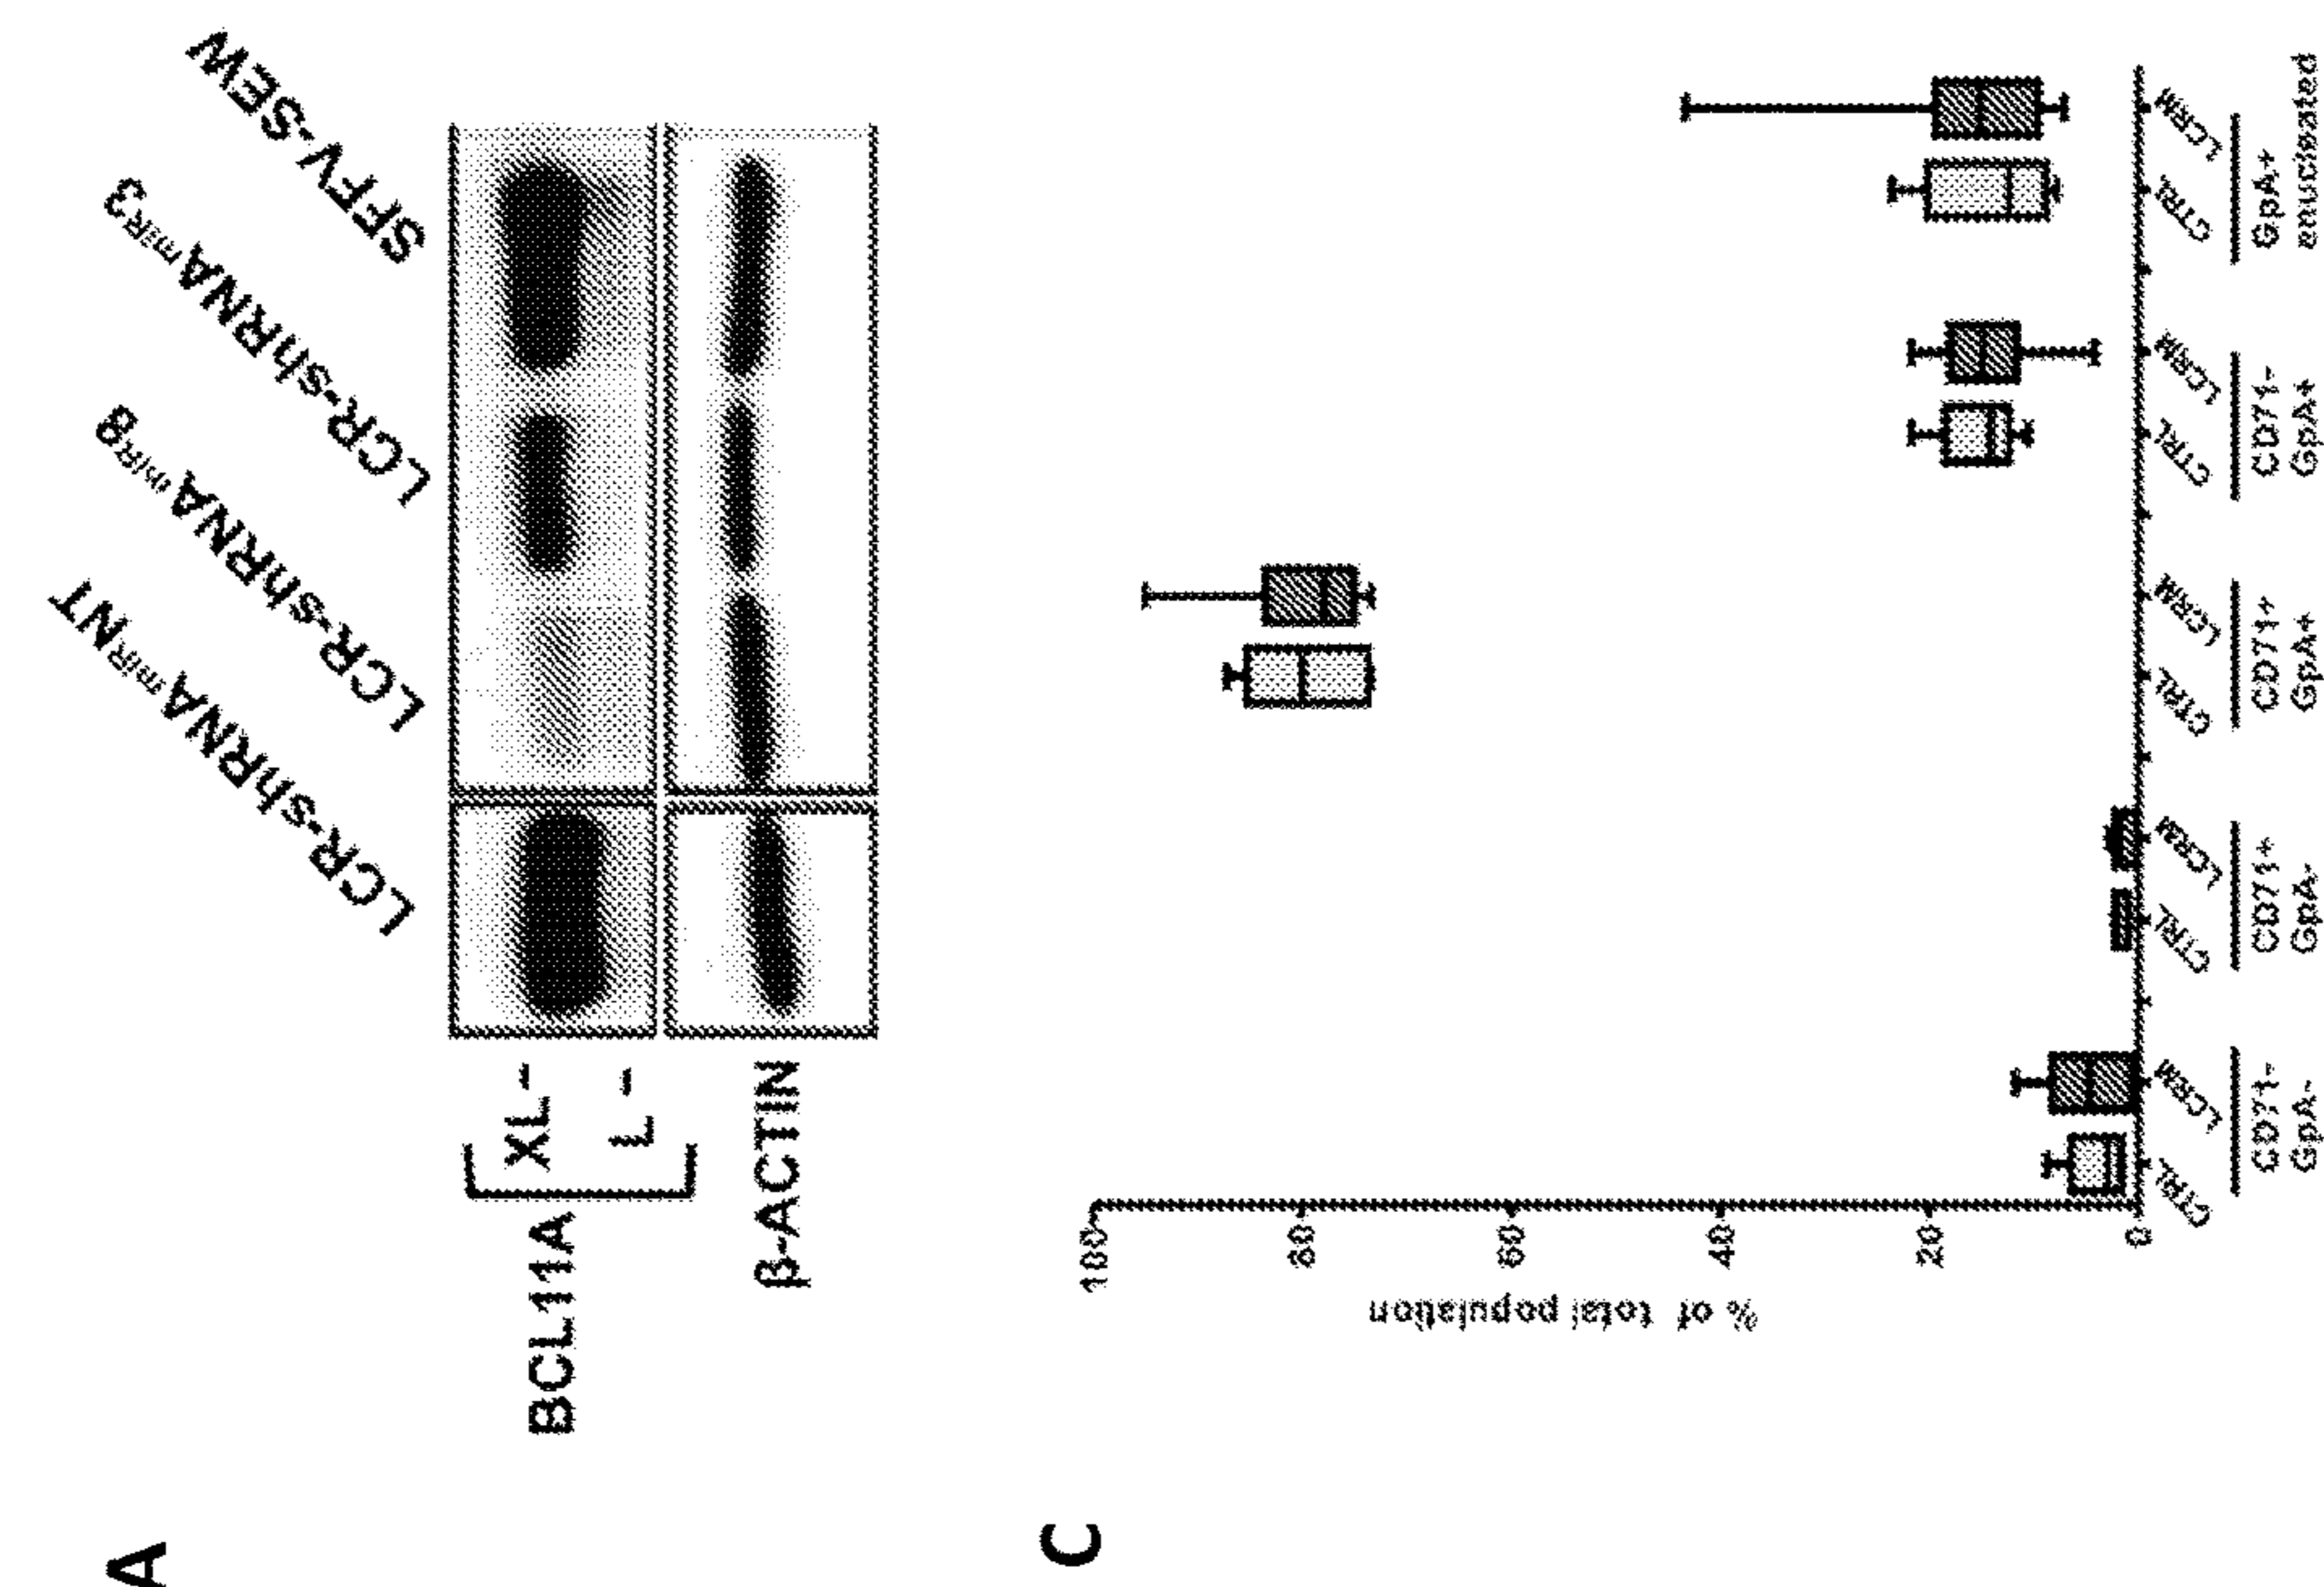 A
LCR-shRNAmiRNT
LCR-shRNAmiR8
LCR-shRNAmiR3
SFFV-SEW
BCL11A
XL -
L -
β-ACTIN
C
% of total population
100
80
60
40
20
0
CTRL LCRM CTRL LCRM CTRL LCRM CTRL LCRM CTRL LCRM
CD71- CD71+ CD71+ CD71- GpA+
GpA- GpA- GpA+ GpA+ enucleated